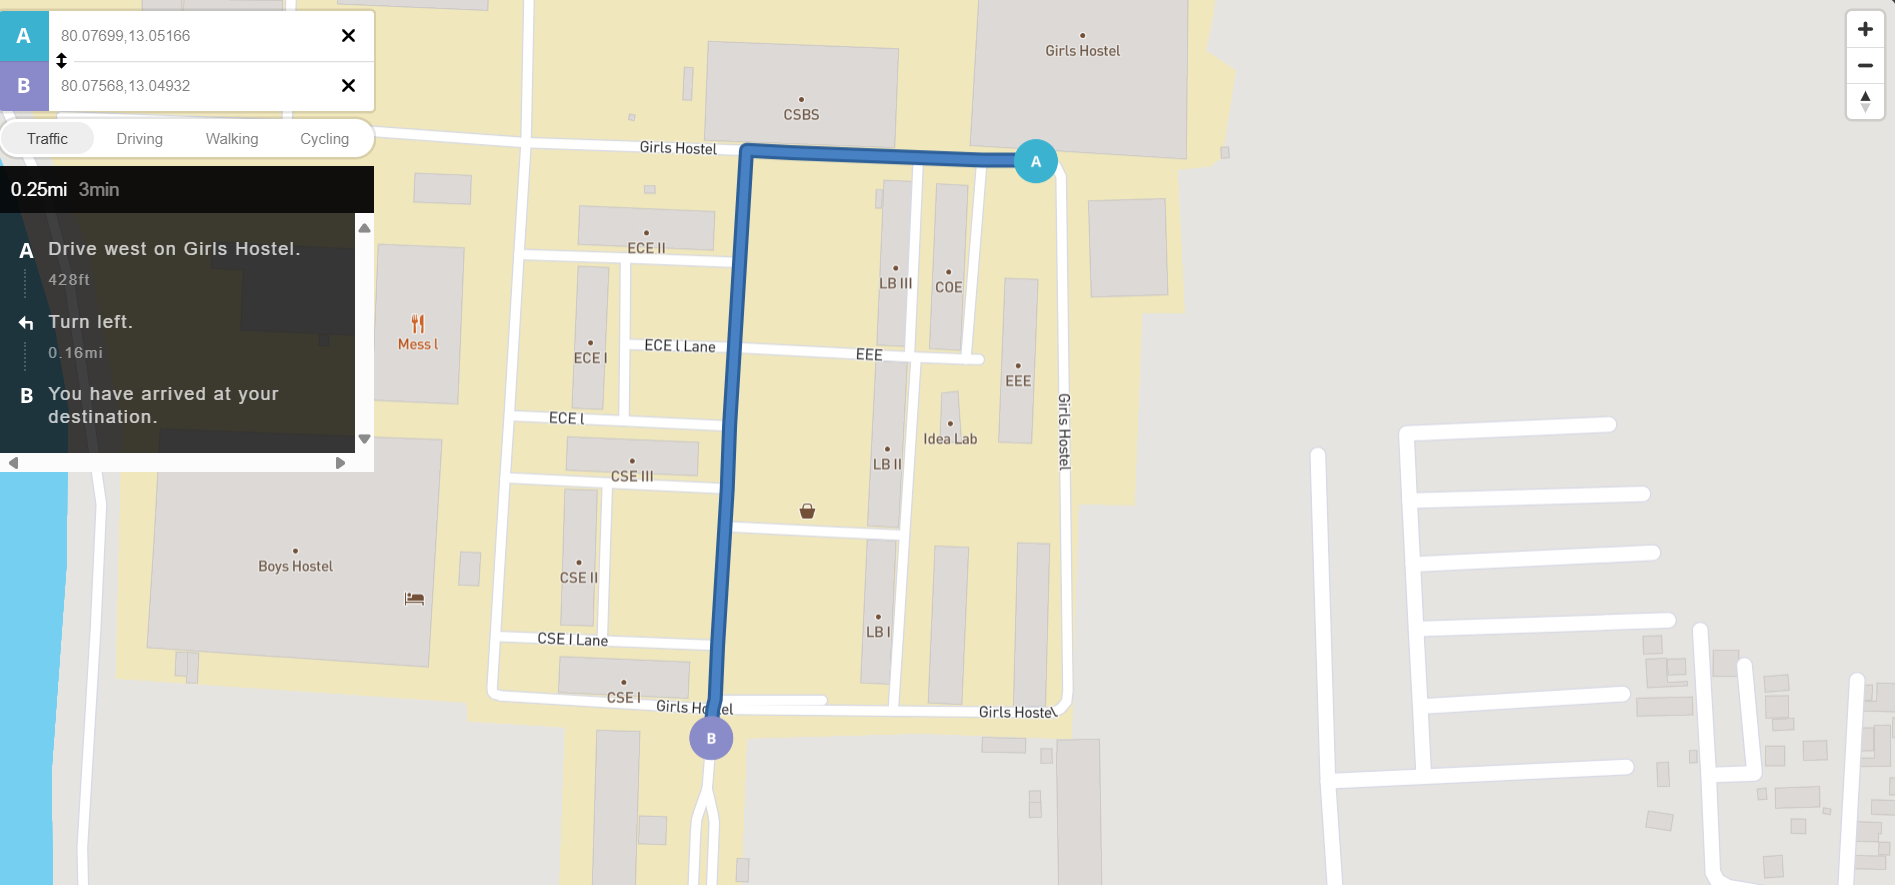 A
80.07699,13.05166
B
80.07568,13.04932
Traffic
Driving
Walking
Cycling
0.25mi 3min
A Drive west on Girls Hostel.
428ft
Turn left.
0.16mi
B You have arrived at your
destination.
Girls Hostel
CSBS
Girls Hostel
A
ECE II
LB III
COE
Mess l
ECE l
ECE l Lane
EEE
EEE
ECE l
Girls Hostel
Idea Lab
CSE III
LB II
Boys Hostel
CSE II
LB I
CSE I Lane
CSE I
Girls Hostel
Girls Hostel
B